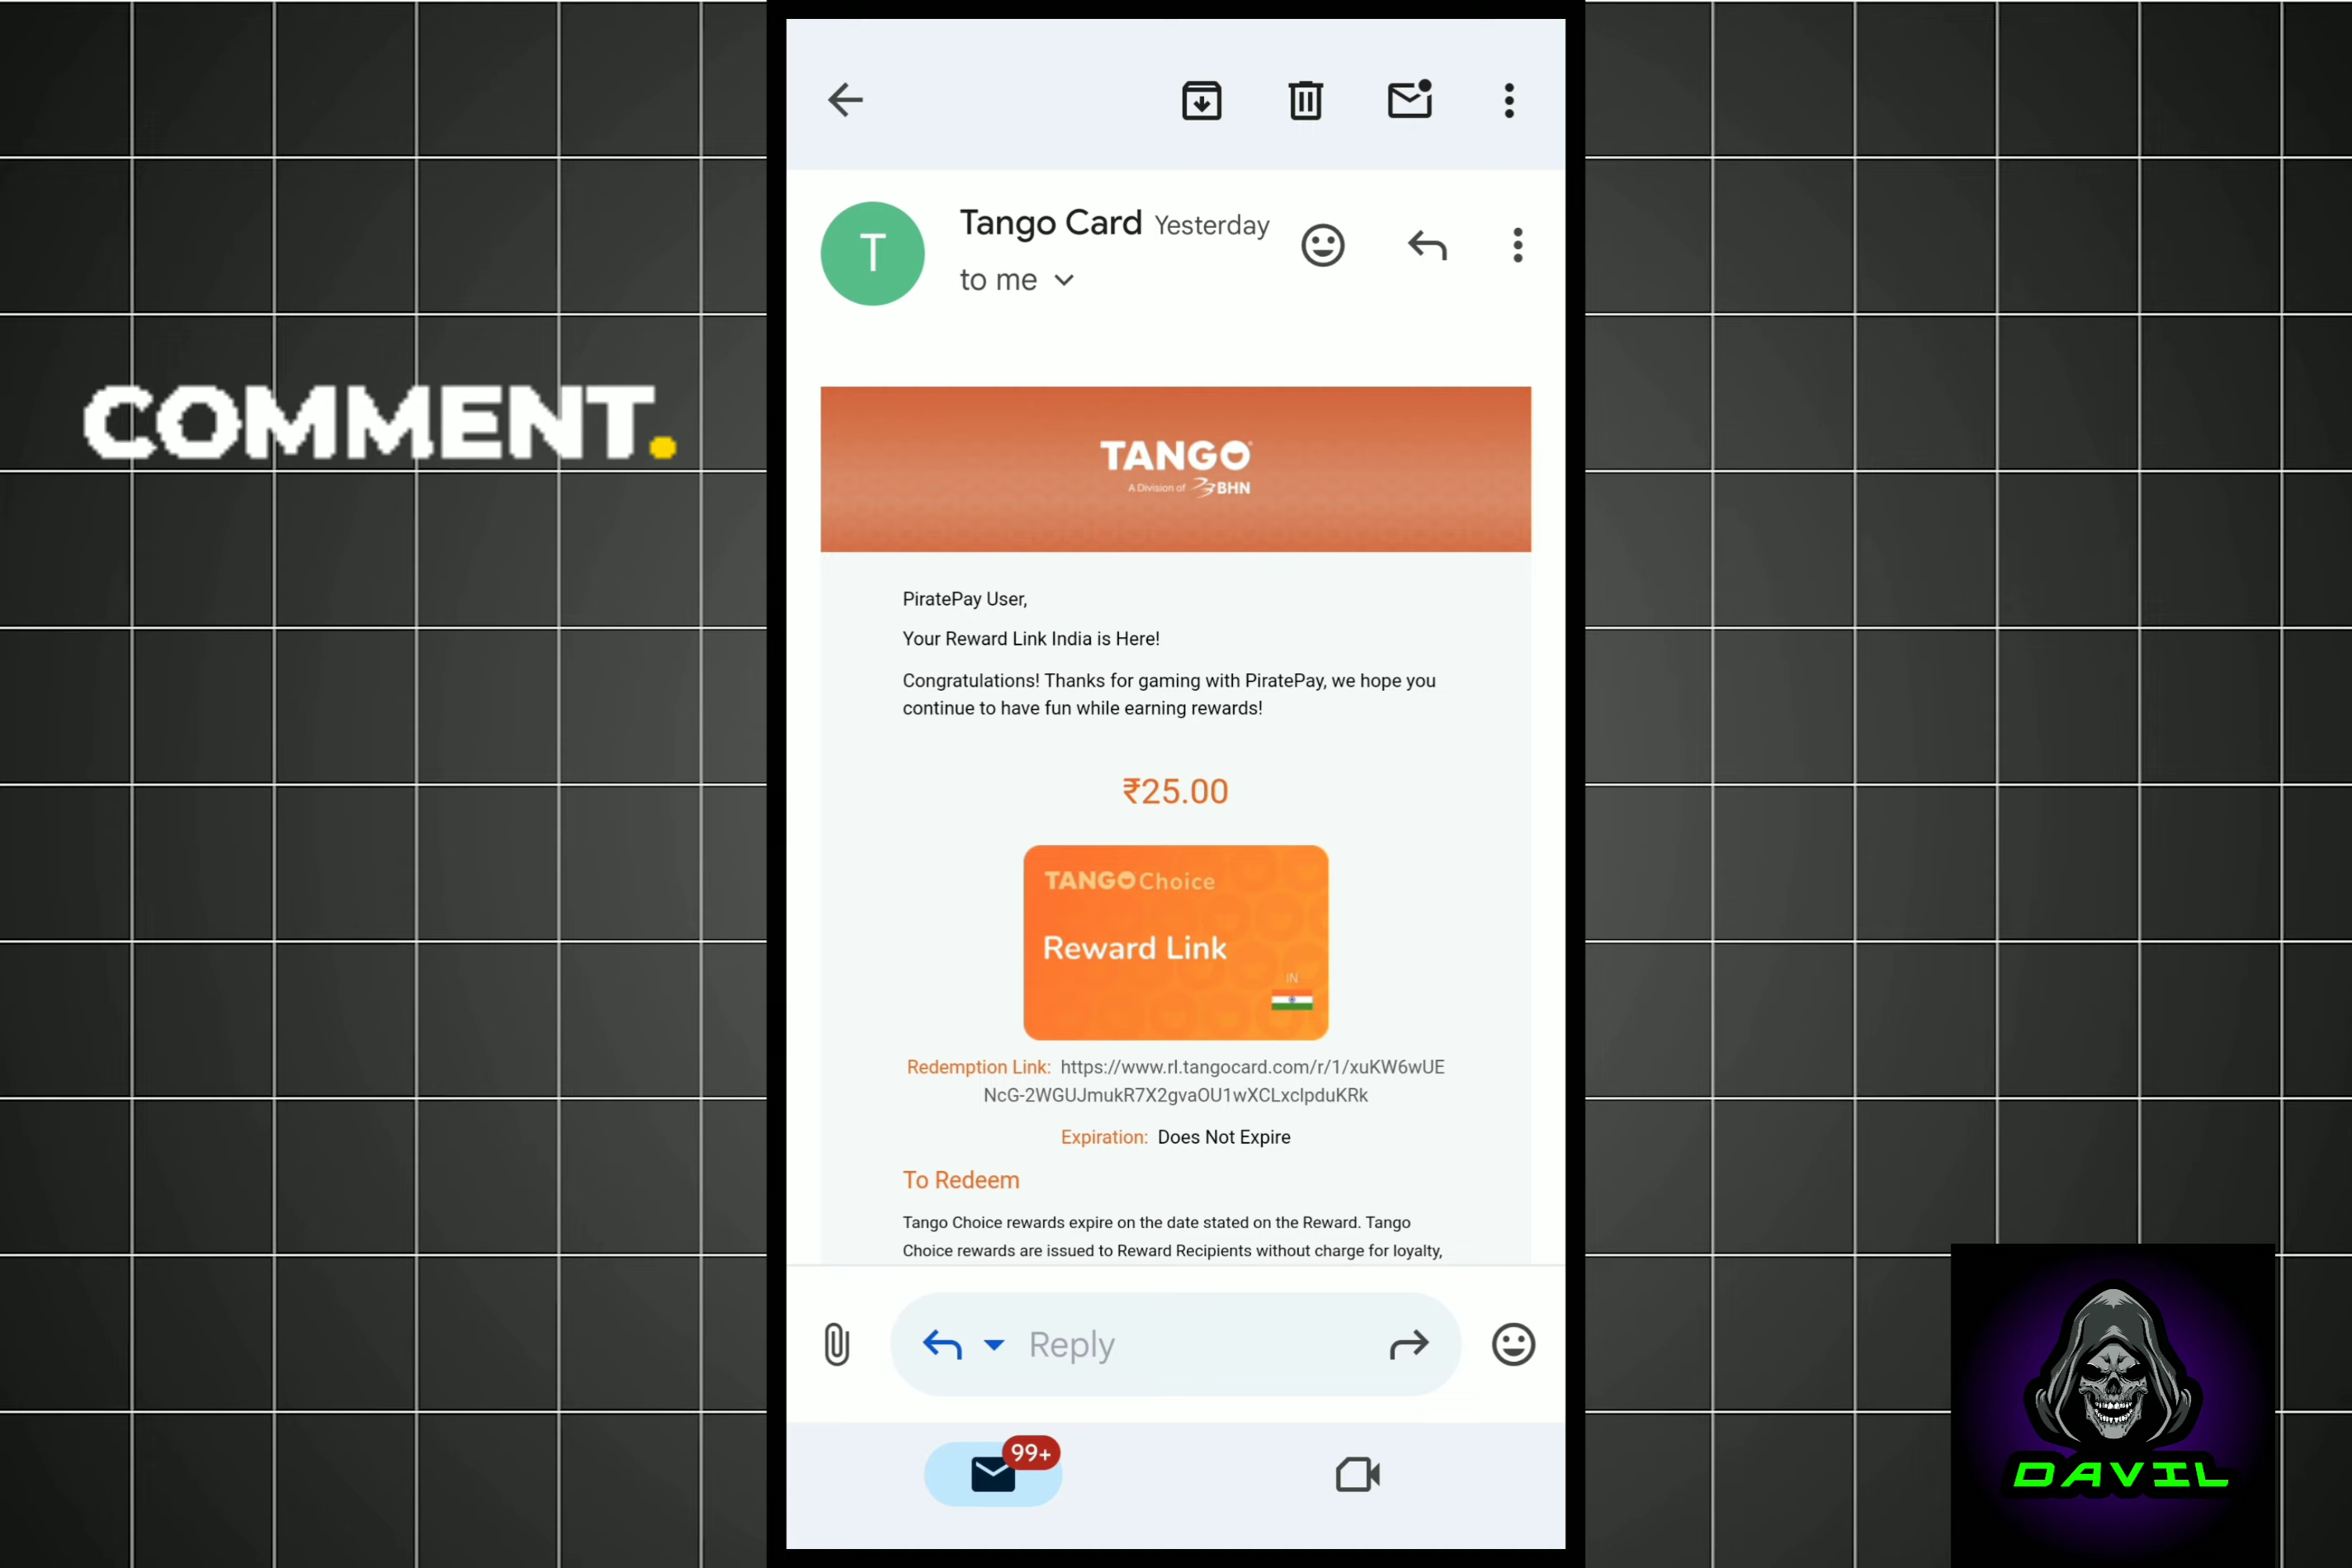 COMMENT.
T
Tango Card Yesterday
to me
TANGO
A Division of BHN
PiratePay User,
Your Reward Link India is Here!
Congratulations! Thanks for gaming with PiratePay, we hope you
continue to have fun while earning rewards!
₹25.00
TANGO Choice
Reward Link
IN
Redemption Link: https://www.rl.tangocard.com/r/1/xuKW6wUE
NcG-2WGUJmukR7X2gvaOU1wXCLxclpduKRk
Expiration: Does Not Expire
To Redeem
Tango Choice rewards expire on the date stated on the Reward. Tango
Choice rewards are issued to Reward Recipients without charge for loyalty,
Reply
99+
DAVIL